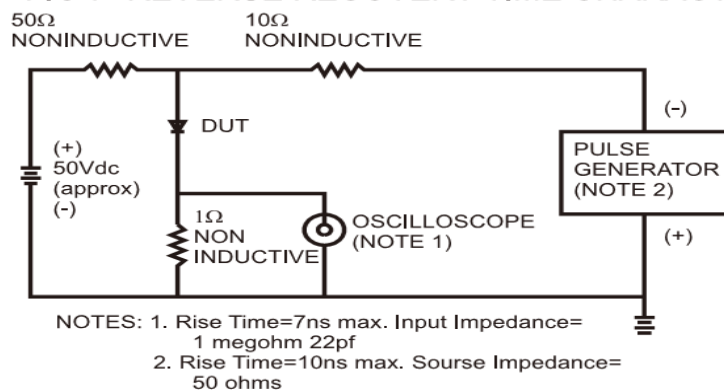 50Ω
NONINDUCTIVE
10Ω
NONINDUCTIVE
DUT
(+)
50Vdc
(approx)
(-)
1Ω
NON
INDUCTIVE
OSCILLOSCOPE
(NOTE 1)
(-)
PULSE
GENERATOR
(NOTE 2)
(+)
NOTES: 1. Rise Time=7ns max. Input Impedance=
1 megohm 22pf
2. Rise Time=10ns max. Sourse Impedance=
50 ohms